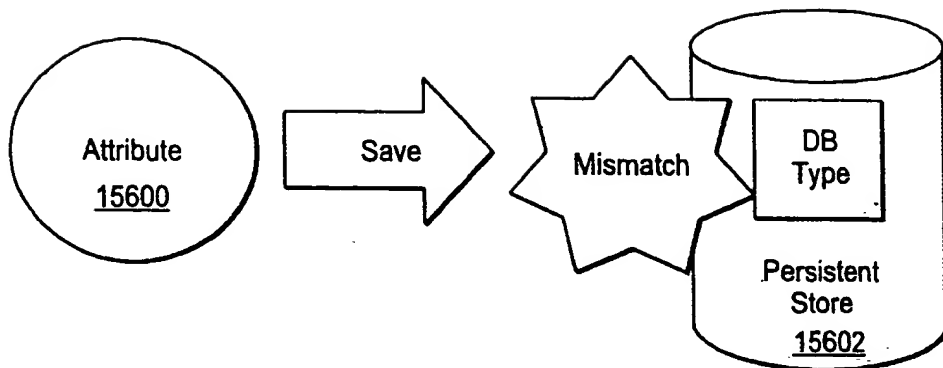 Attribute
15600
Save
Mismatch
DB
Type
Persistent
Store
15602